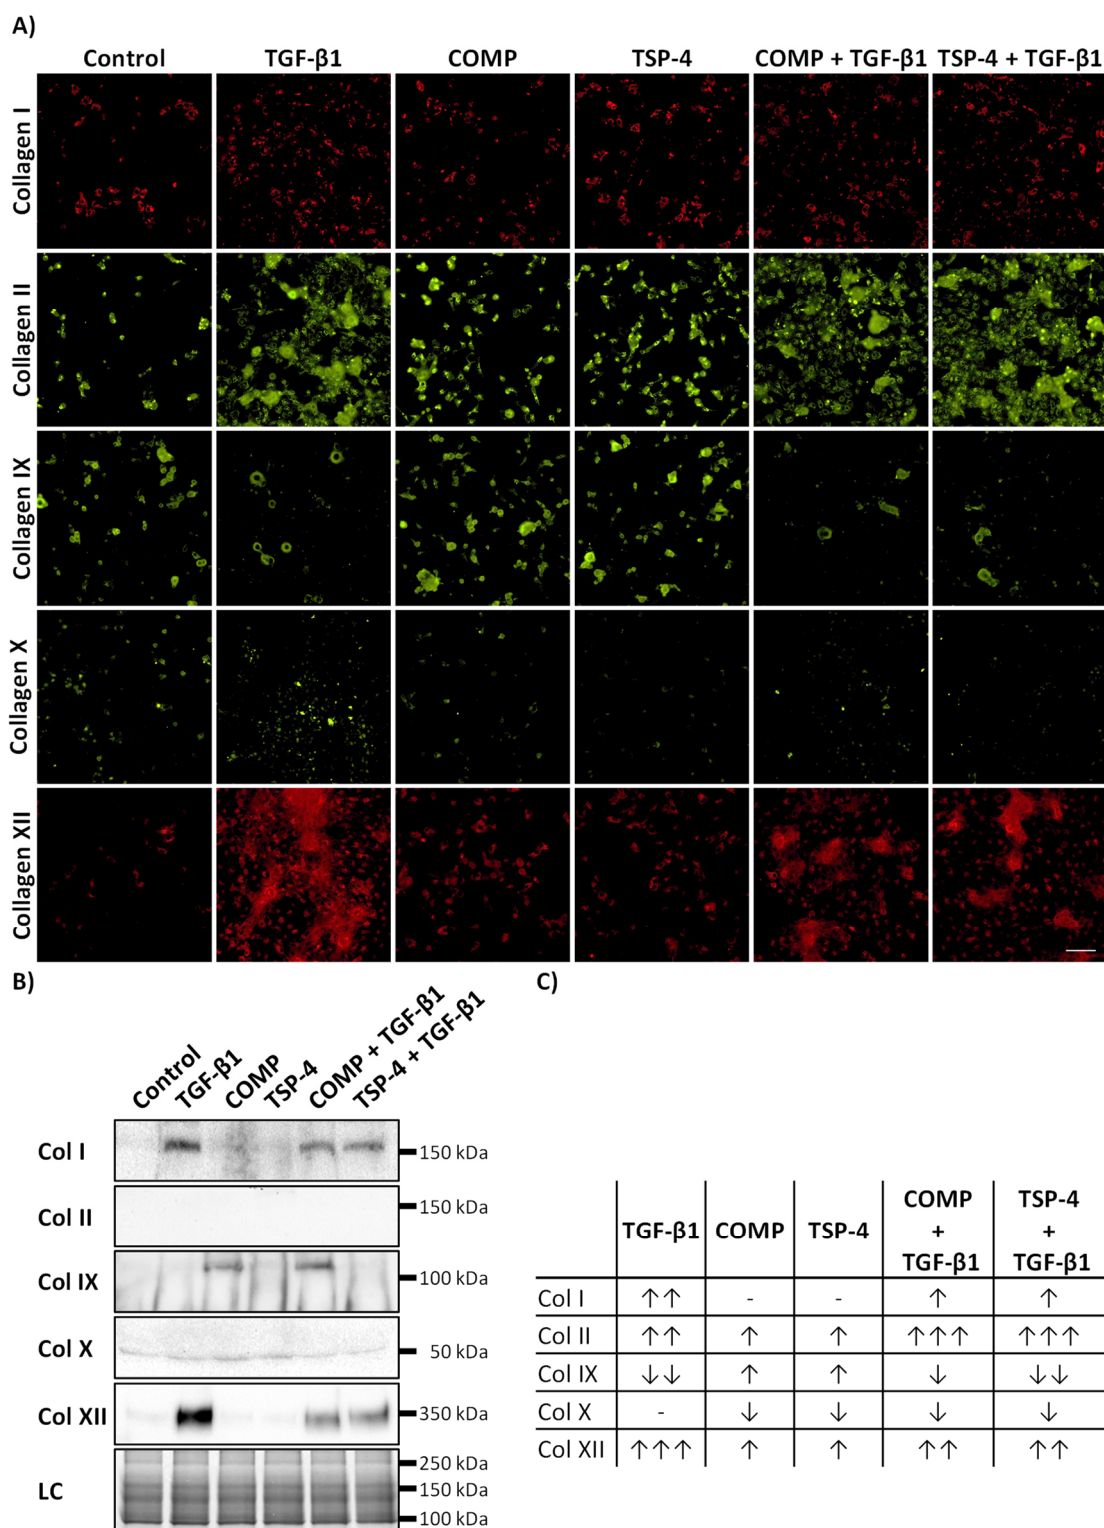 A)
Control TGF-β1 COMP TSP-4 COMP + TGF-β1 TSP-4 + TGF-β1
Collagen I
Collagen II
Collagen IX
Collagen X
Collagen XII
B)
Control TGF-β1 COMP TSP-4 COMP + TGF-β1 TSP-4 + TGF-β1
Col I 150 kDa
Col II 150 kDa
Col IX 100 kDa
Col X 50 kDa
Col XII 350 kDa
LC 250 kDa
150 kDa
100 kDa
C)
TGF-β1 COMP TSP-4 COMP + TGF-β1 TSP-4 + TGF-β1
Col I ↑↑ - - ↑ ↑
Col II ↑↑ ↑ ↑ ↑↑↑ ↑↑↑
Col IX ↓↓ ↑ ↑ ↓ ↓↓
Col X - ↓ ↓ ↓ ↓
Col XII ↑↑↑ ↑ ↑ ↑↑ ↑↑